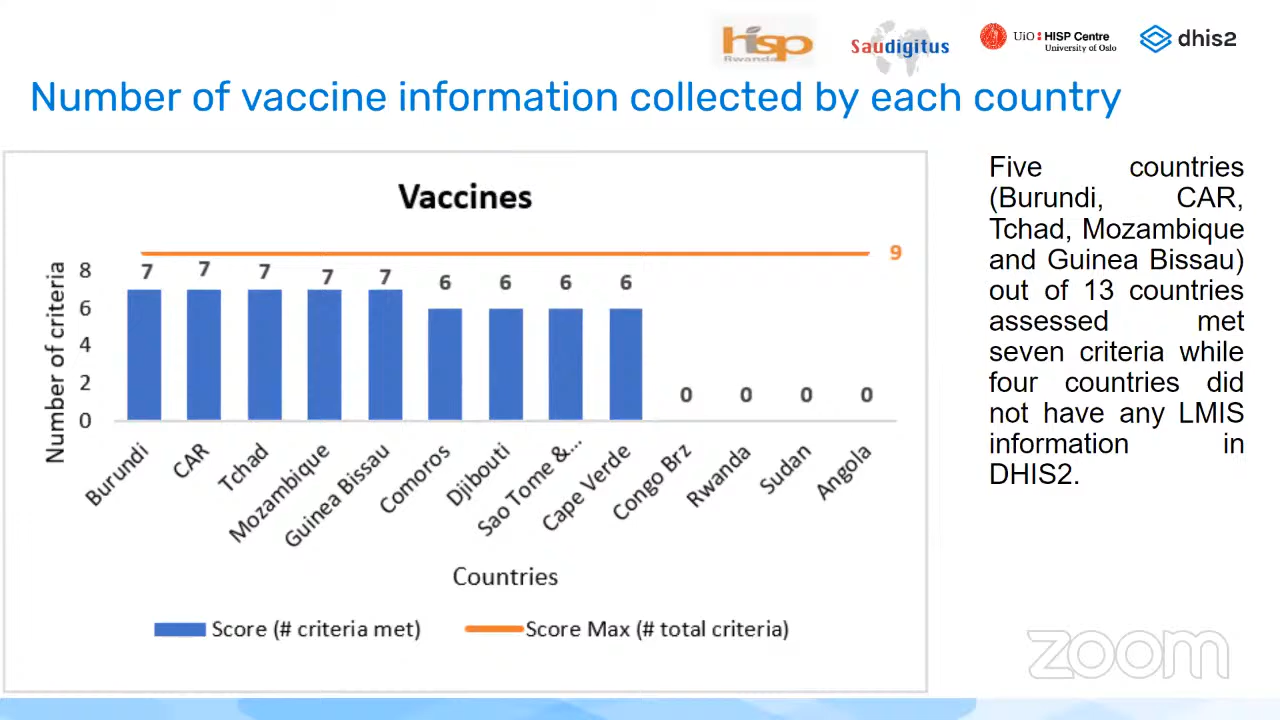 hisp
Rwanda
Saudigitus
UiO : HISP Centre
University of Oslo
dhis2
Number of vaccine information collected by each country
Vaccines
Number of criteria
8
6
4
2
0
9
7
7
7
7
7
6
6
6
6
0
0
0
0
Burundi
CAR
Tchad
Mozambique
Guinea Bissau
Comoros
Djibouti
Sao Tome &...
Cape Verde
Congo Brz
Rwanda
Sudan
Angola
Countries
Score (# criteria met)
Score Max (# total criteria)
Five countries
(Burundi, CAR,
Tchad, Mozambique
and Guinea Bissau)
out of 13 countries
assessed met
seven criteria while
four countries did
not have any LMIS
information in
DHIS2.
zoom